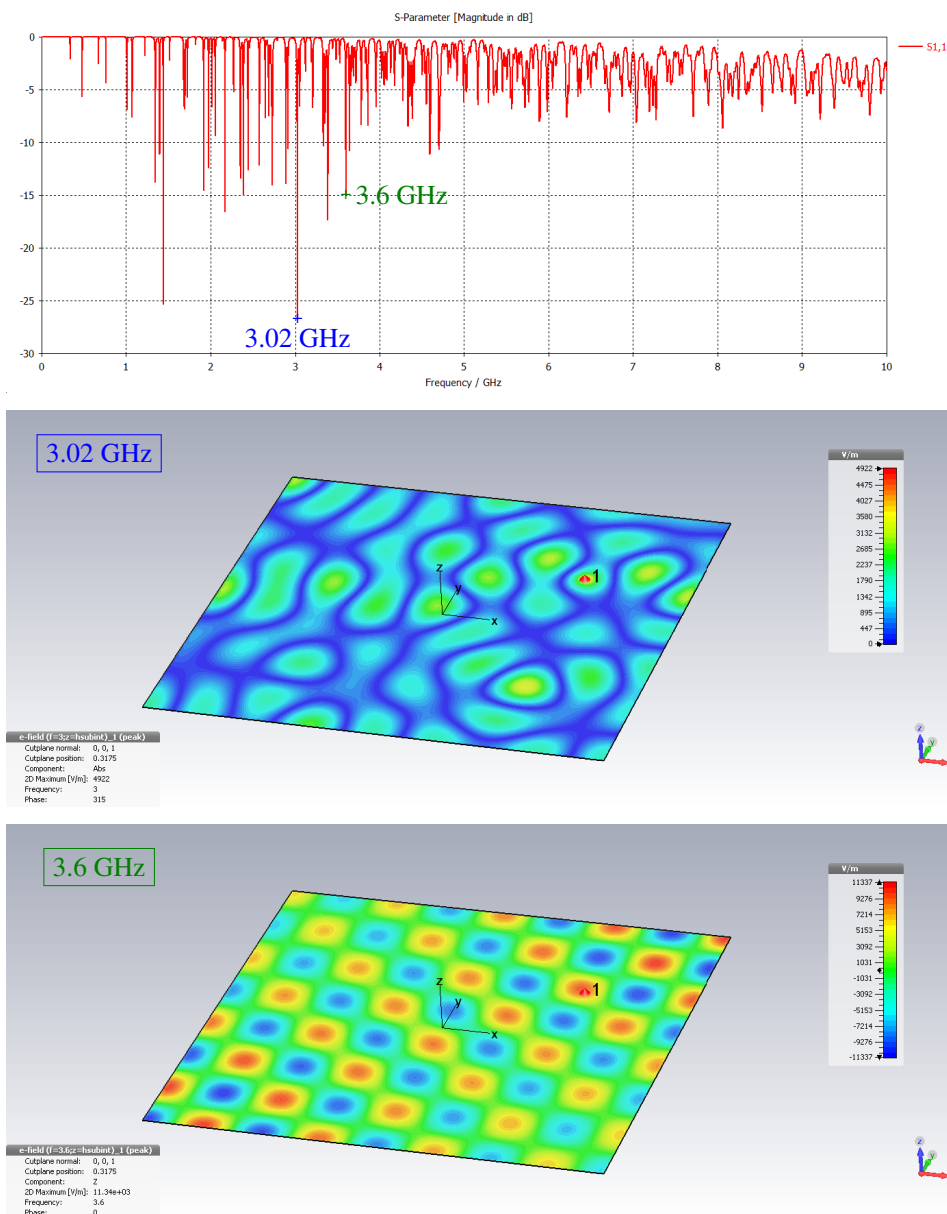 S-Parameter [Magnitude in dB]
0
-5
-10
-15
-20
-25
-30
S1,1
3.6 GHz
3.02 GHz
0 1 2 3 4 5 6 7 8 9 10
Frequency / GHz
3.02 GHz
V/m
4922
4475
4027
3580
3132
2685
2237
1790
1342
895
447
0
z
y
x
1
e-field (f=3;z=hsubint)_1 (peak)
Cutplane normal: 0, 0, 1
Cutplane position: 0.3175
Component: Abs
2D Maximum [V/m]: 4922
Frequency: 3
Phase: 315
z
y
3.6 GHz
V/m
11337
9276
7214
5153
3092
1031
-1031
-3092
-5153
-7214
-9276
-11337
z
y
x
1
e-field (f=3.6;z=hsubint)_1 (peak)
Cutplane normal: 0, 0, 1
Cutplane position: 0.3175
Component: Z
2D Maximum [V/m]: 11.34e+03
Frequency: 3.6
Phase: 0
z
y